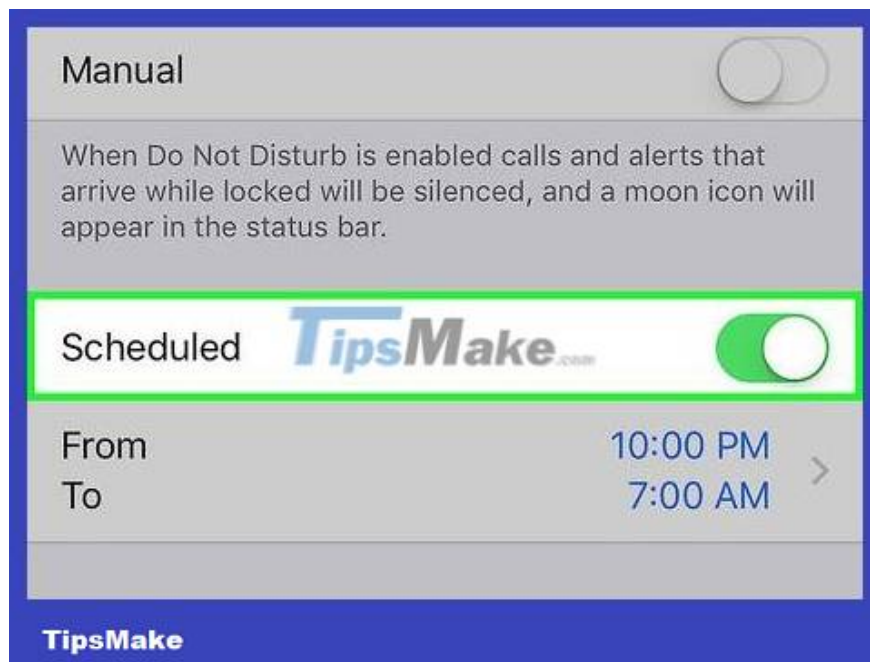 Manual
When Do Not Disturb is enabled calls and alerts that
arrive while locked will be silenced, and a moon icon will
appear in the status bar.
Scheduled TipsMake.com
From 10:00 PM
To 7:00 AM
TipsMake